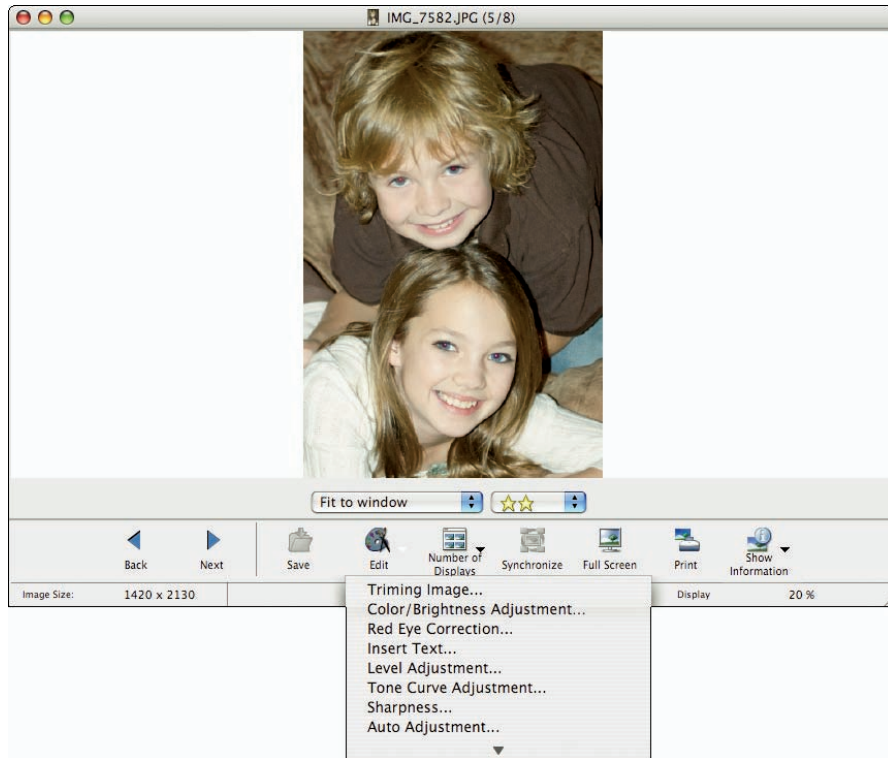 IMG_7582.JPG (5/8)
Fit to window
Back
Next
Save
Edit
Number of
Displays
Synchronize
Full Screen
Print
Show
Information
Image Size:
1420 x 2130
Display
20 %
Triming Image...
Color/Brightness Adjustment...
Red Eye Correction...
Insert Text...
Level Adjustment...
Tone Curve Adjustment...
Sharpness...
Auto Adjustment...